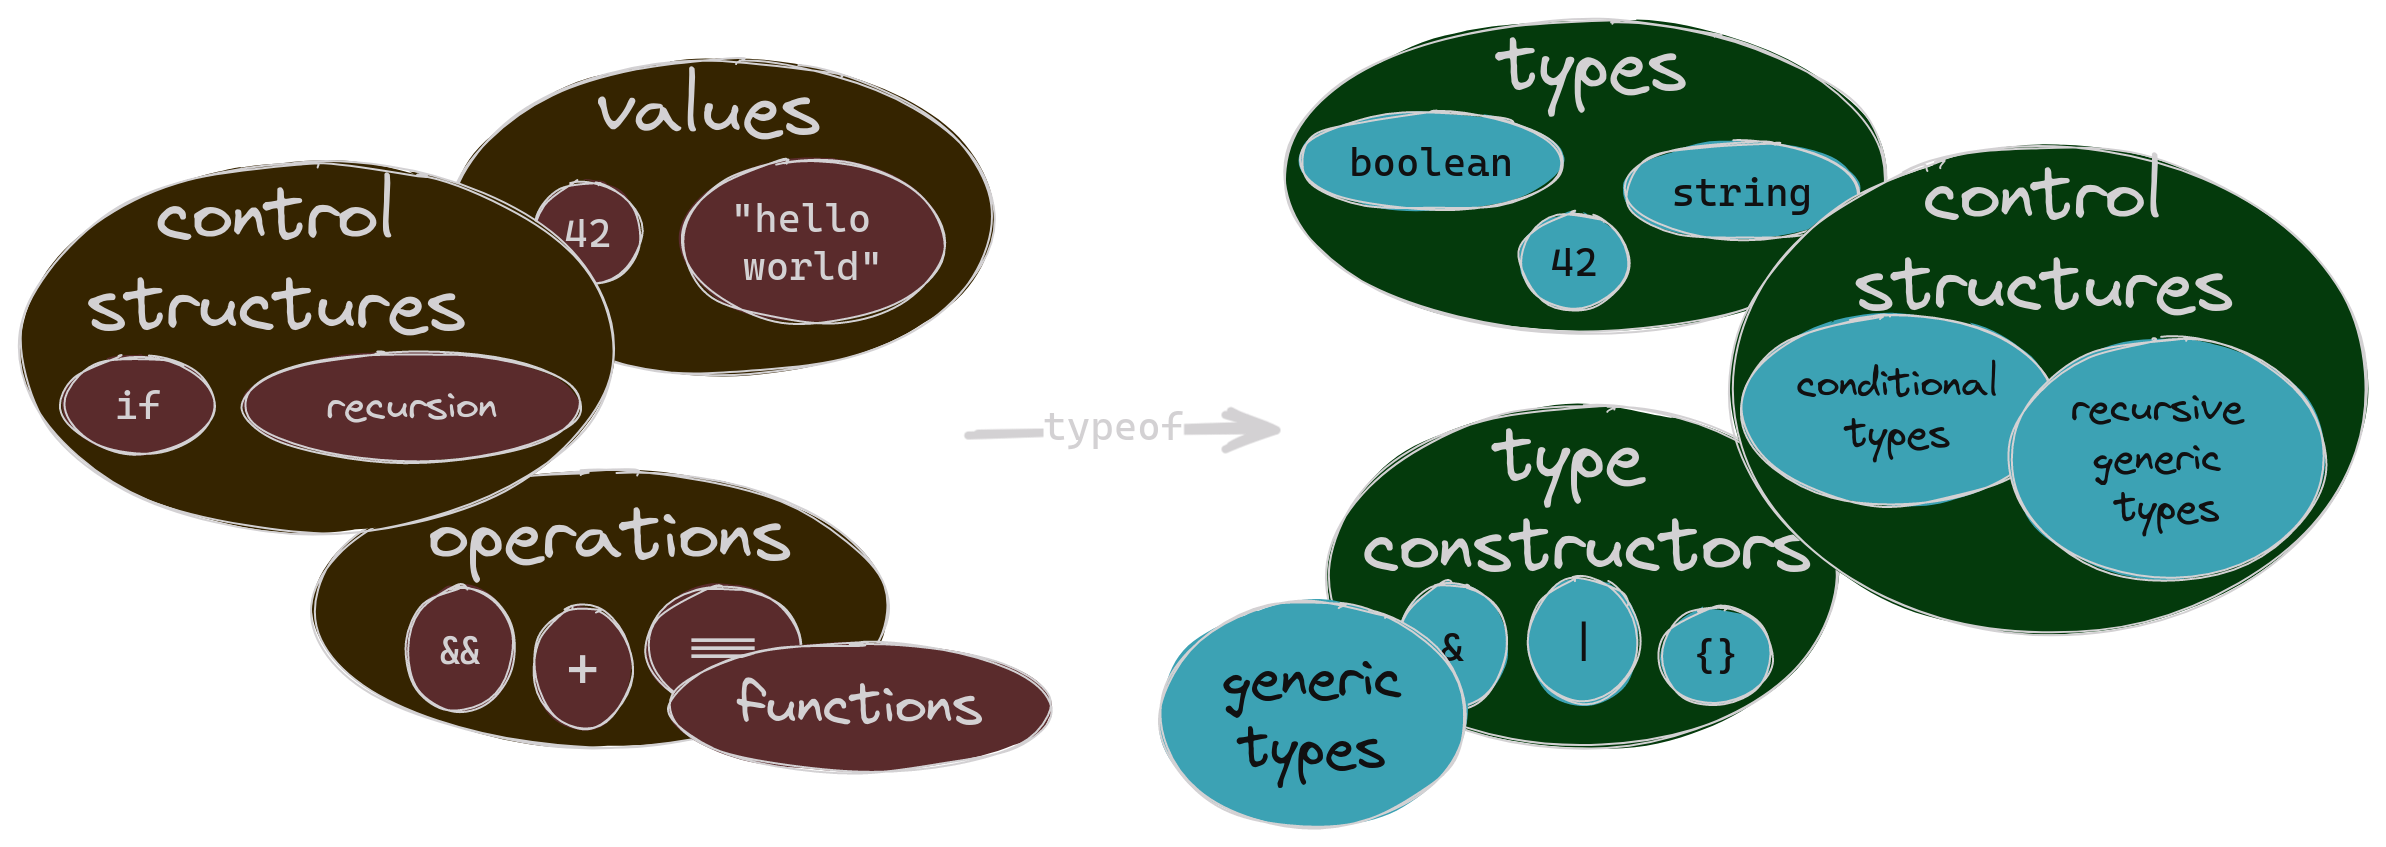 values
42
"hello
world"
control
structures
if
recursion
operations
&&
+
≡
functions
typeof
types
boolean
string
42
control
structures
conditional
types
recursive
generic
types
type
constructors
&
|
{}
generic
types